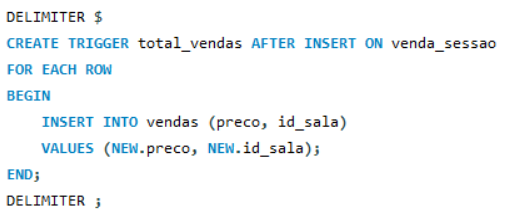 DELIMITER $
CREATE TRIGGER total_vendas AFTER INSERT ON venda_sessao
FOR EACH ROW
BEGIN
    INSERT INTO vendas (preco, id_sala)
    VALUES (NEW.preco, NEW.id_sala);
END;
DELIMITER ;